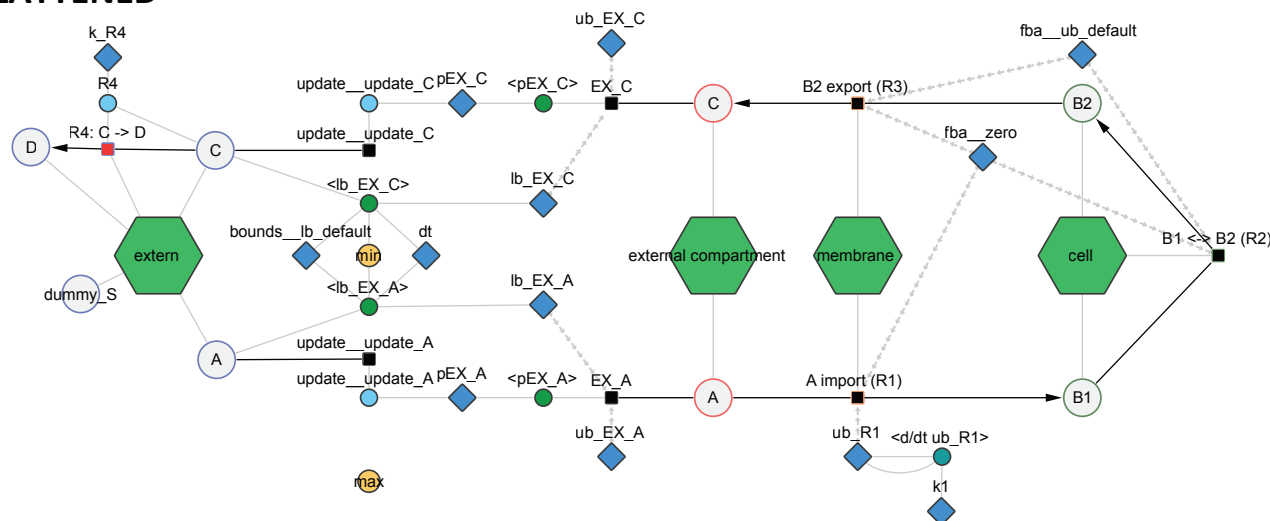 k_R4
R4
R4: C -> D
D
C
update__update_C
update__update_C
pEX_C
<pEX_C>
ub_EX_C
EX_C
C
B2 export (R3)
fba__ub_default
B2
fba__zero
<lb_EX_C>
lb_EX_C
bounds__lb_default
dt
extern
min
external compartment
membrane
cell
B1 <-> B2 (R2)
dummy_S
<lb_EX_A>
lb_EX_A
A
update__update_A
update__update_A
pEX_A
<pEX_A>
EX_A
A
A import (R1)
B1
ub_EX_A
ub_R1
<d/dt ub_R1>
k1
max